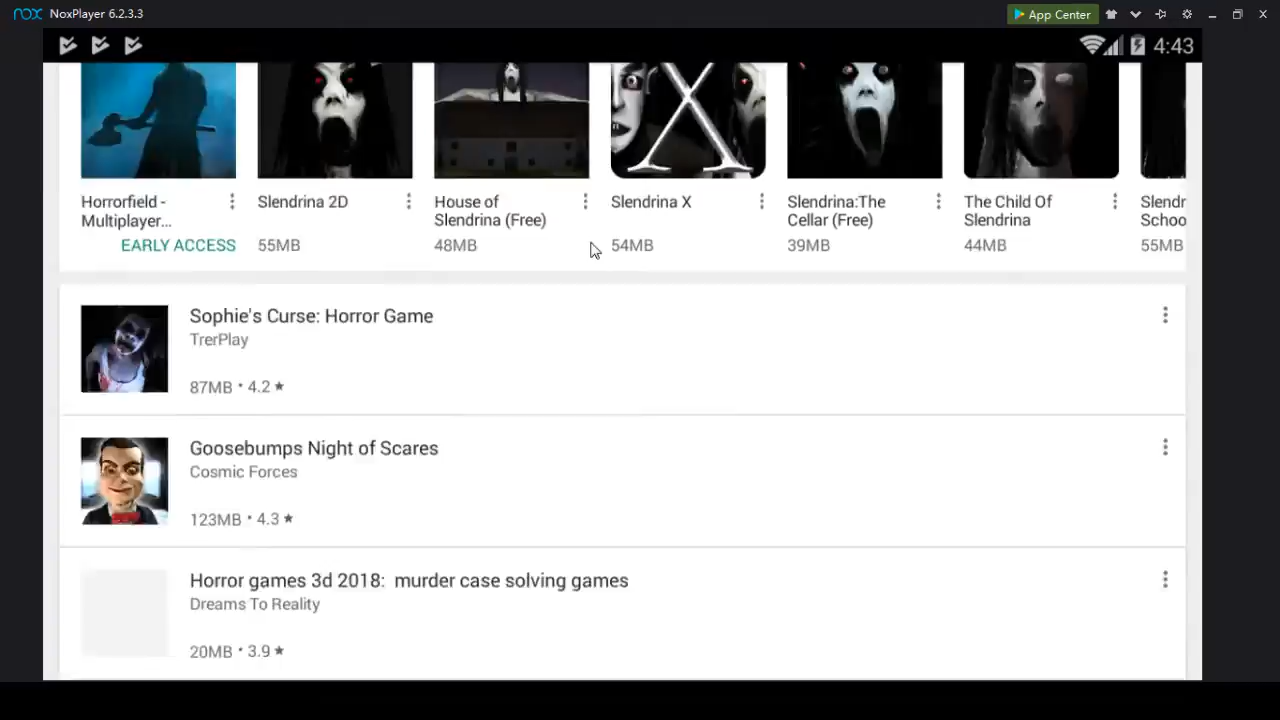 nox NoxPlayer 6.2.3.3
App Center
4:43
Horrorfield -
Multiplayer...
EARLY ACCESS
Slendrina 2D
55MB
House of
Slendrina (Free)
48MB
Slendrina X
54MB
Slendrina:The
Cellar (Free)
39MB
The Child Of
Slendrina
44MB
Slendr
Schoo
55MB
Sophie's Curse: Horror Game
TrerPlay
87MB • 4.2 ★
Goosebumps Night of Scares
Cosmic Forces
123MB • 4.3 ★
Horror games 3d 2018:  murder case solving games
Dreams To Reality
20MB • 3.9 ★